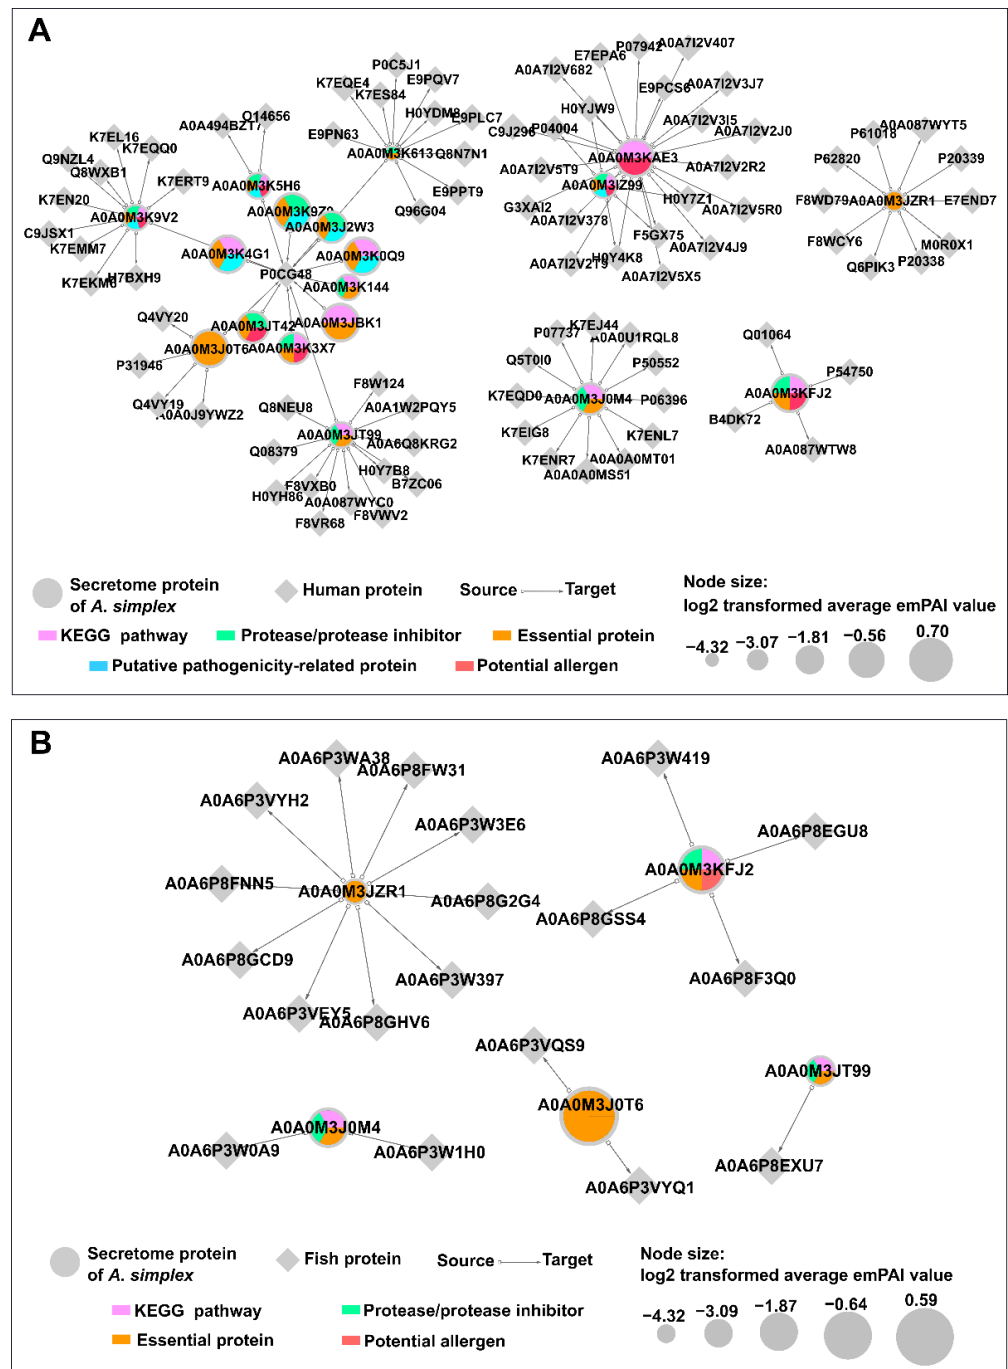 A
P0C5J1
K7EQE4
E9PQV7
K7ES84
H0YDM8
E9PLC7
E9PN63
A0A0M3K613
Q8N7N1
E9PPT9
Q96G04
A0A7I2V682
E7EPA6
P07942
A0A7I2V407
E9PCS6
A0A7I2V3J7
H0YJW9
C9J296
P04004
A0A7I2V3I5
A0A7I2V2J0
A0A0M3KAE3
A0A7I2V5T9
A0A7I2V2R2
A0A0M3IZ99
G3XAI2
H0Y7Z1
A0A7I2V5R0
A0A7I2V378
F5GX75
A0A7I2V4J9
A0A7I2V2T9
H0Y4K8
A0A7I2V5X5
A0A087WYT5
P61018
P62820
P20339
F8WD79
A0A0M3JZR1
E7END7
F8WCY6
M0R0X1
Q6PIK3
P20338
K7EL16
K7EQQ0
Q9NZL4
Q8WXB1
K7ERT9
K7EN20
A0A0M3K9V2
C9JSX1
K7EMM7
K7EKM8
H7BXH9
A0A494BZT7
O14656
A0A0M3K5H6
A0A0M3J2W3
A0A0M3K4G1
A0A0M3K0Q9
P0CG48
A0A0M3K144
A0A0M3JT42
A0A0M3JBK1
A0A0M3J0T6
A0A0M3K3X7
Q4VY20
P31946
Q4VY19
A0A0J9YWZ2
F8W124
Q8NEU8
A0A1W2PQY5
A0A0M3JT99
A0A6Q8KRG2
Q08379
H0Y7B8
B7ZC06
F8VXB0
H0YH86
A0A087WYC0
F8VWV2
F8VR68
K7EJ44
P07737
A0A0U1RQL8
Q5T0I0
P50552
K7EQD0
A0A0M3J0M4
P06396
K7EIG8
K7ENL7
K7ENR7
A0A0A0MT01
A0A0A0MS51
Q01064
P54750
A0A0M3KFJ2
B4DK72
A0A087WTW8
Secretome protein
of A. simplex
Human protein
Source
Target
KEGG pathway
Protease/protease inhibitor
Essential protein
Putative pathogenicity-related protein
Potential allergen
Node size:
log2 transformed average emPAI value
−4.32 −3.07 −1.81 −0.56 0.70
B
A0A6P3WA38
A0A6P8FW31
A0A6P3VYH2
A0A6P3W3E6
A0A6P8FNN5
A0A0M3JZR1
A0A6P8G2G4
A0A6P8GCD9
A0A6P3W397
A0A6P3VEY5
A0A6P8GHV6
A0A6P3W419
A0A6P8EGU8
A0A0M3KFJ2
A0A6P8GSS4
A0A6P8F3Q0
A0A6P3VQS9
A0A0M3J0T6
A0A6P3VYQ1
A0A0M3JT99
A0A6P8EXU7
A0A0M3J0M4
A0A6P3W0A9
A0A6P3W1H0
Secretome protein
of A. simplex
Fish protein
Source
Target
KEGG pathway
Protease/protease inhibitor
Essential protein
Potential allergen
Node size:
log2 transformed average emPAI value
−4.32 −3.09 −1.87 −0.64 0.59